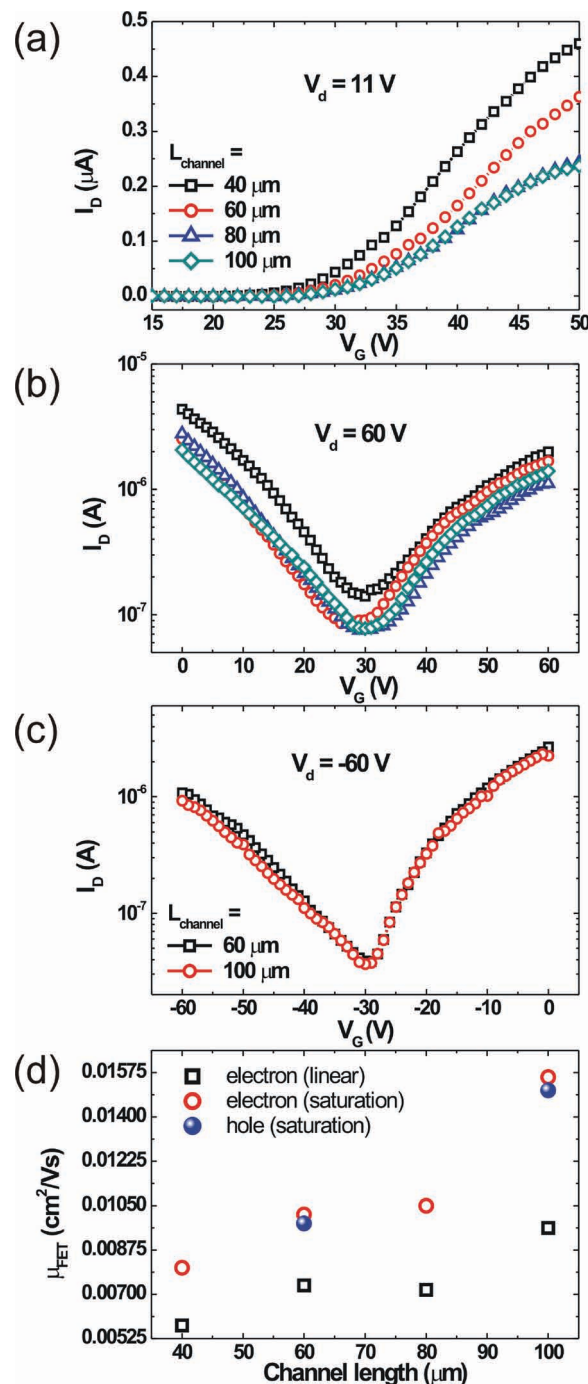 (a)
V_d = 11 V
L_channel =
40 μm
60 μm
80 μm
100 μm
0.5
0.4
0.3
0.2
0.1
0.0
I_D (μA)
15 20 25 30 35 40 45 50
V_G (V)
(b)
V_d = 60 V
10^-5
10^-6
10^-7
I_D (A)
0 10 20 30 40 50 60
V_G (V)
(c)
V_d = -60 V
10^-6
10^-7
I_D (A)
L_channel =
60 μm
100 μm
-60 -50 -40 -30 -20 -10 0
V_G (V)
(d)
electron (linear)
electron (saturation)
hole (saturation)
0.01575
0.01400
0.01225
0.01050
0.00875
0.00700
0.00525
μ_FET (cm²/Vs)
40 50 60 70 80 90 100
Channel length (μm)